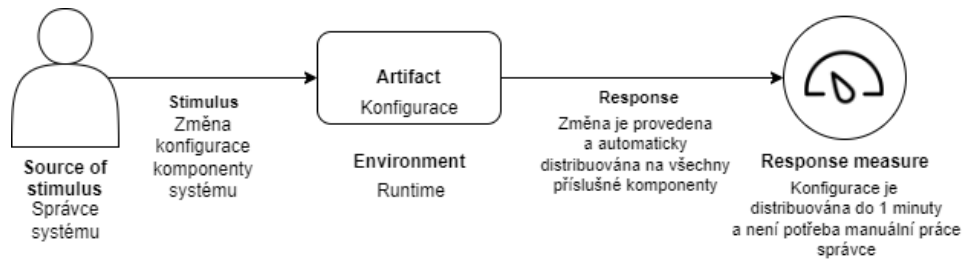 Source of
stimulus
Správce
systému
Stimulus
Změna
konfigurace
komponenty
systému
Artifact
Konfigurace
Environment
Runtime
Response
Změna je provedena
a automaticky
distribuována na všechny
příslušné komponenty
Response measure
Konfigurace je
distribuována do 1 minuty
a není potřeba manuální práce
správce